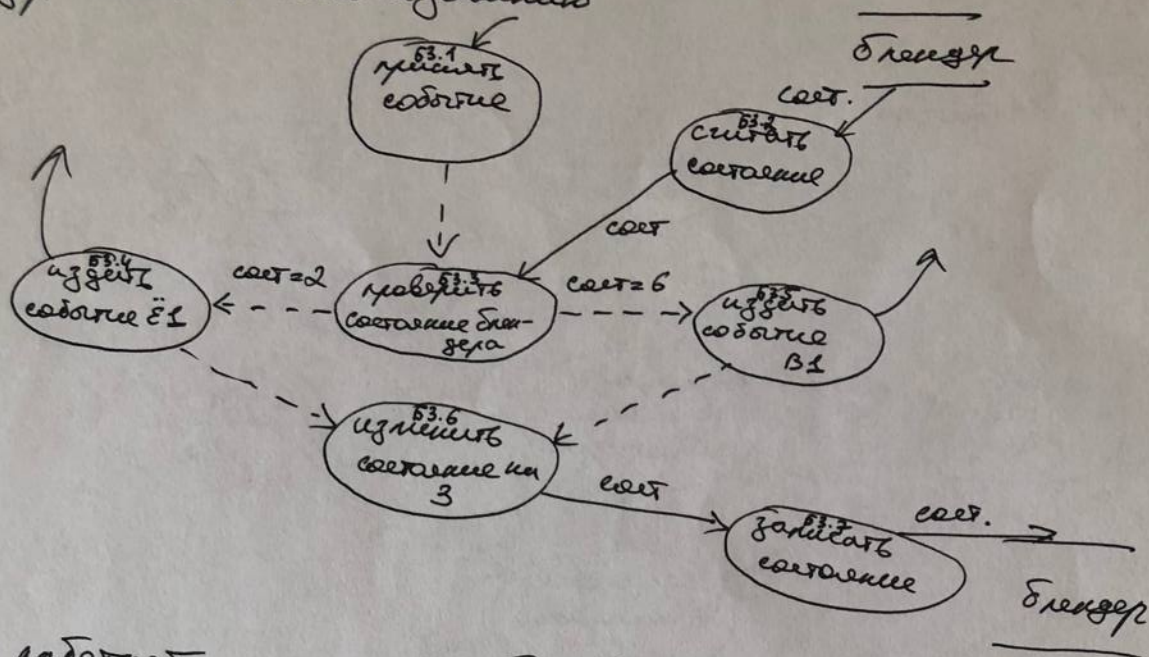 Б3.1
принять
событие
блендер
сост.
Б3.2
считать
состояние
сост
Б3.4
издать
событие Ё1
сост=2
Б3.3
проверить
состояние блен-
дера
сост=6
Б3.5
издать
событие
В1
Б3.6
изменить
состояние на
3
сост
Б3.7
записать
состояние
сост.
блендер
работает